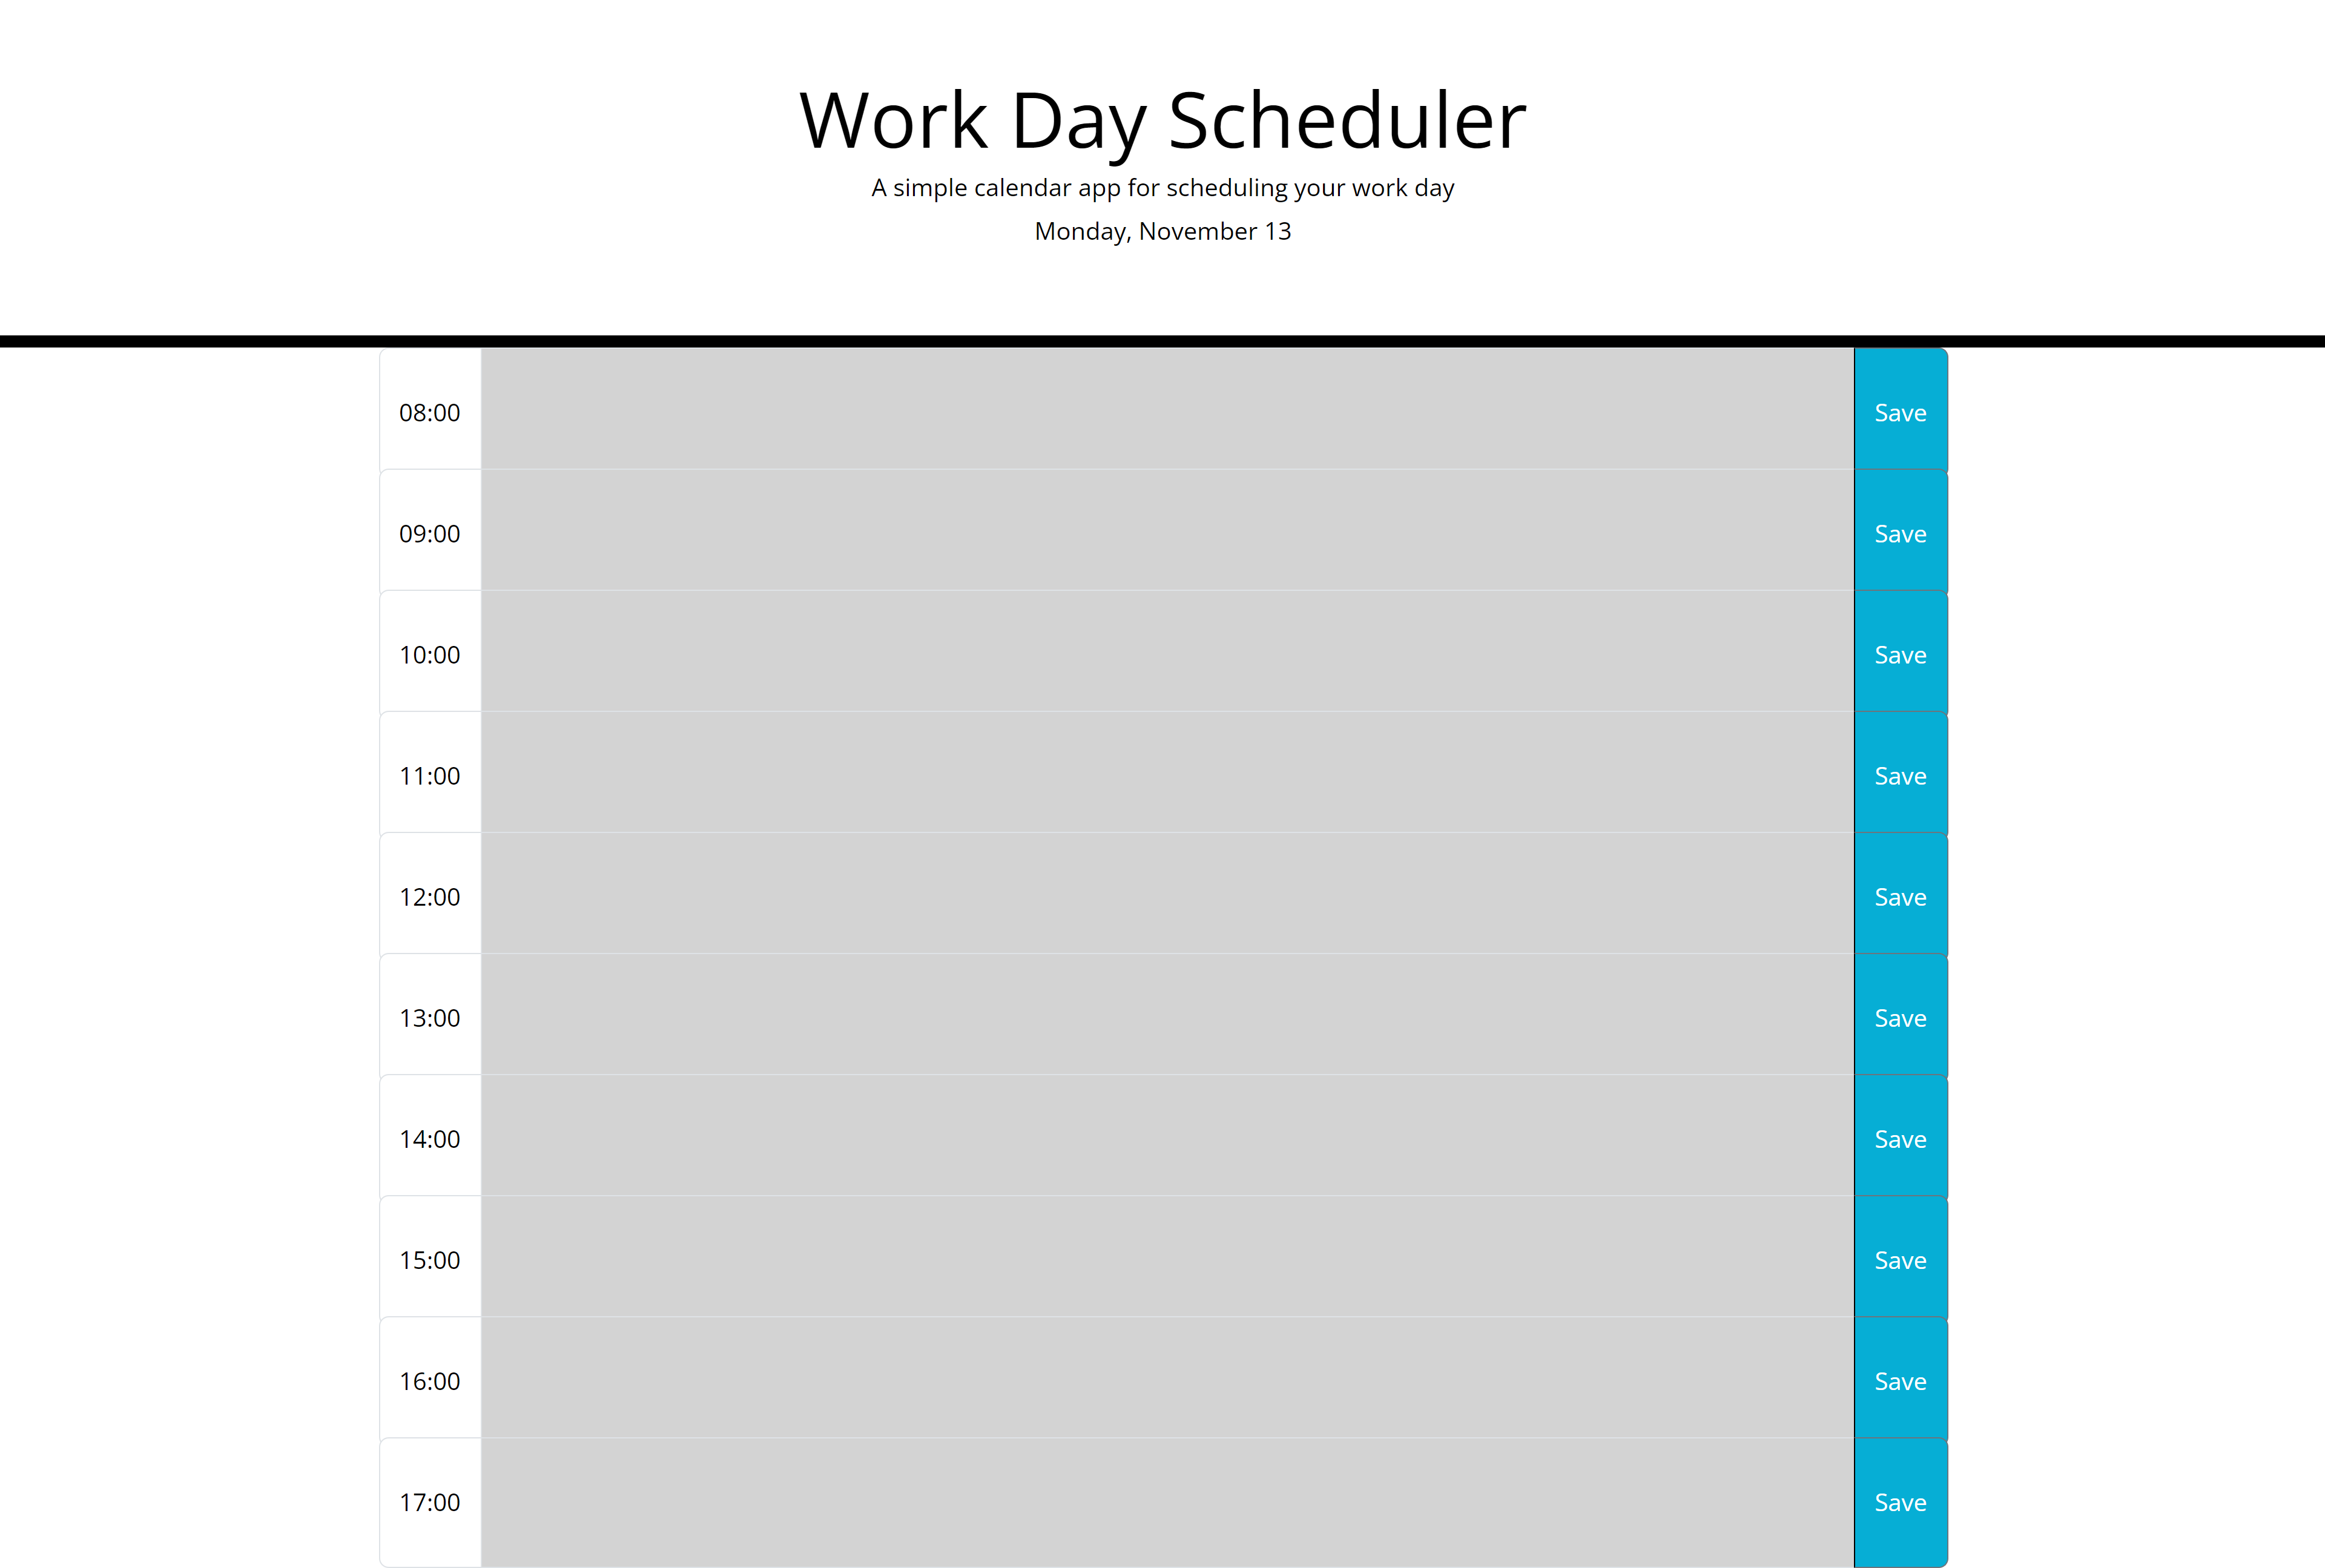 Work Day Scheduler
A simple calendar app for scheduling your work day
Monday, November 13
08:00 Save
09:00 Save
10:00 Save
11:00 Save
12:00 Save
13:00 Save
14:00 Save
15:00 Save
16:00 Save
17:00 Save